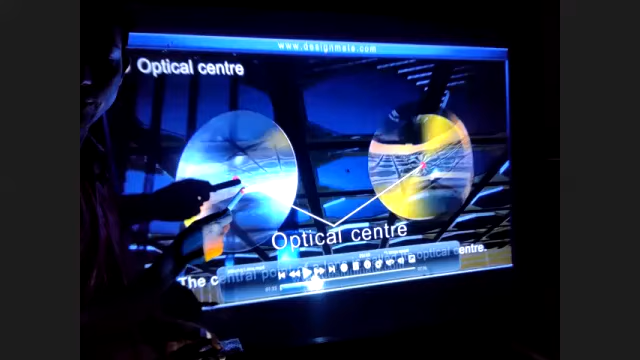 www.designmate.com
Optical centre
Optical centre
The central optical centre.